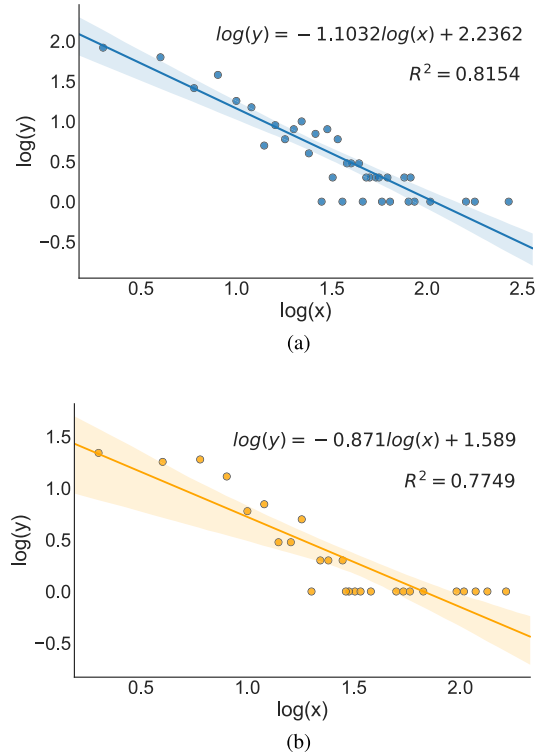 log(y) = −1.1032log(x) + 2.2362
R² = 0.8154
2.0
1.5
1.0
0.5
0.0
−0.5
log(y)
0.5 1.0 1.5 2.0 2.5
log(x)
(a)
log(y) = −0.871log(x) + 1.589
R² = 0.7749
1.5
1.0
0.5
0.0
−0.5
log(y)
0.5 1.0 1.5 2.0
log(x)
(b)